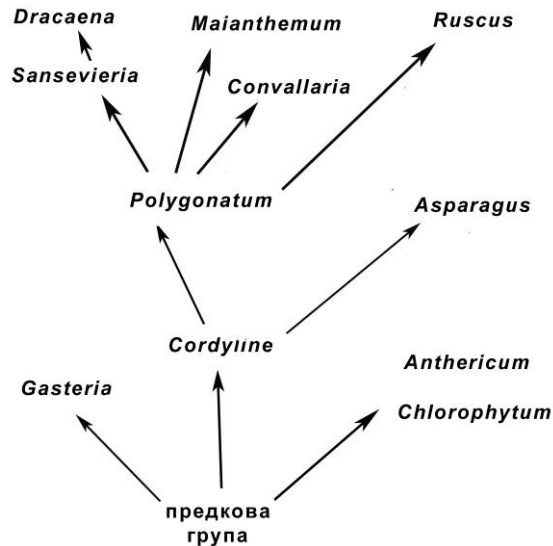 Dracaena
Maianthemum
Ruscus
Sansevieria
Convallaria
Polygonatum
Asparagus
Cordyline
Anthericum
Gasteria
Chlorophytum
предкова
група